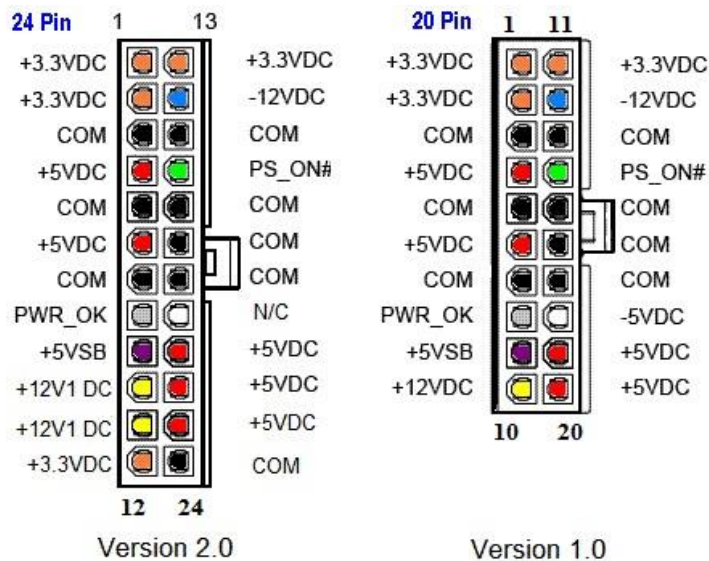 24 Pin 1 13
+3.3VDC +3.3VDC
+3.3VDC -12VDC
COM COM
+5VDC PS_ON#
COM COM
+5VDC COM
COM COM
PWR_OK N/C
+5VSB +5VDC
+12V1 DC +5VDC
+12V1 DC +5VDC
+3.3VDC COM
12 24
Version 2.0
20 Pin 1 11
+3.3VDC +3.3VDC
+3.3VDC -12VDC
COM COM
+5VDC PS_ON#
COM COM
+5VDC COM
COM COM
PWR_OK -5VDC
+5VSB +5VDC
+12VDC +5VDC
10 20
Version 1.0